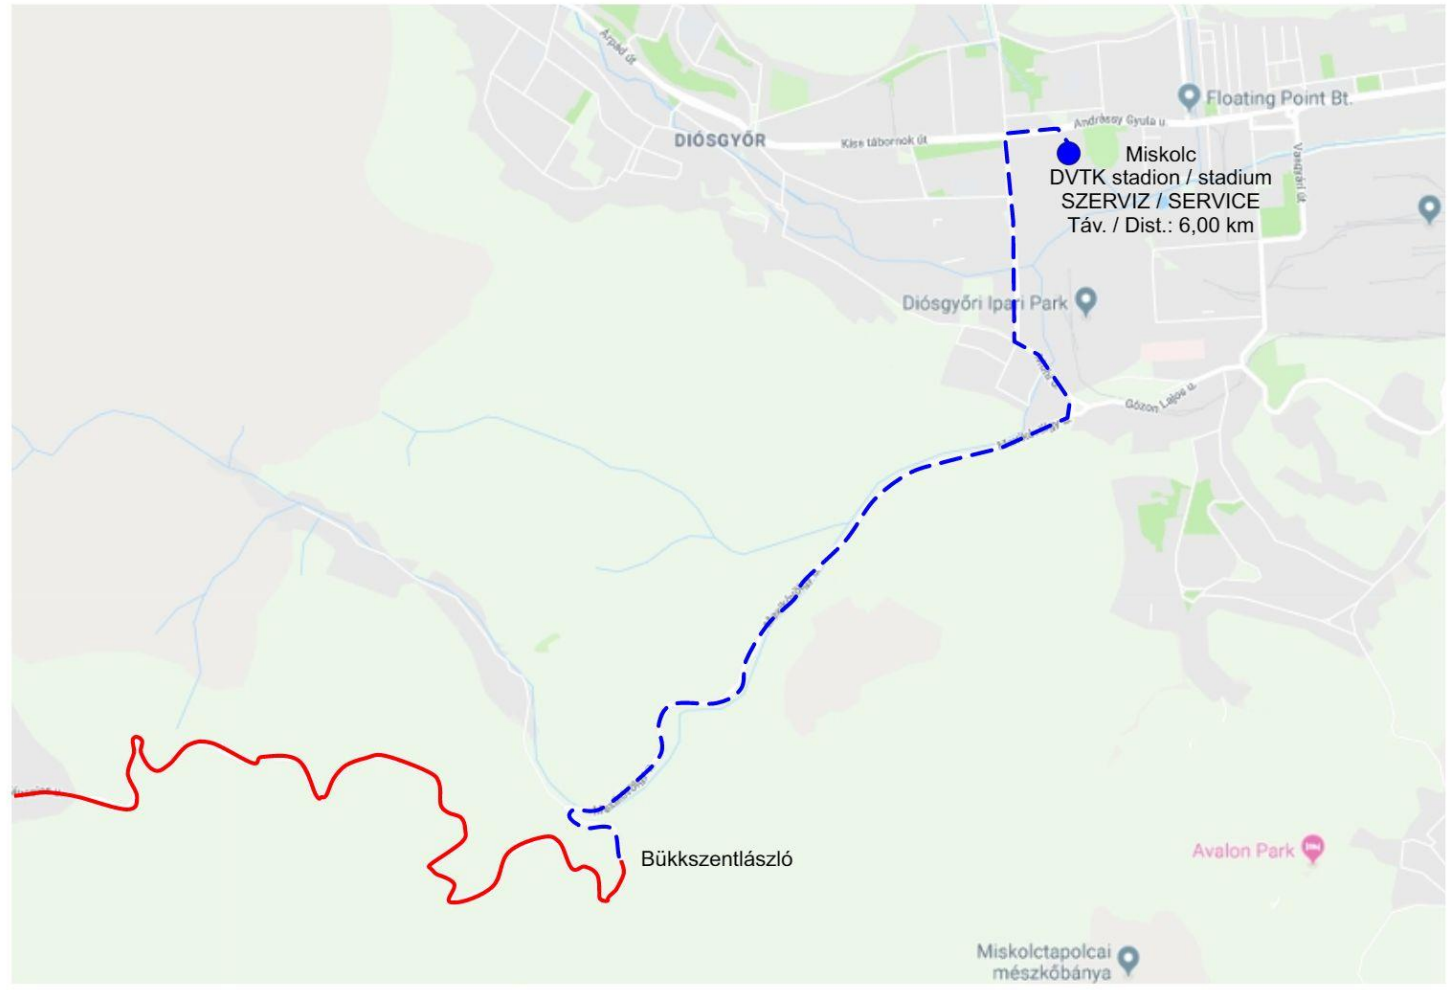 Árpád út
Floating Point Bt.
Andrássy Gyula u.
DIÓSGYŐR
Kiss tábornok út
Vasgyári út
Miskolc
DVTK stadion / stadium
SZERVIZ / SERVICE
Táv. / Dist.: 6,00 km
Diósgyőri Ipari Park
Gózon Lajos u.
Bükkszentlászló
Avalon Park
Miskolctapolcai
mészkőbánya